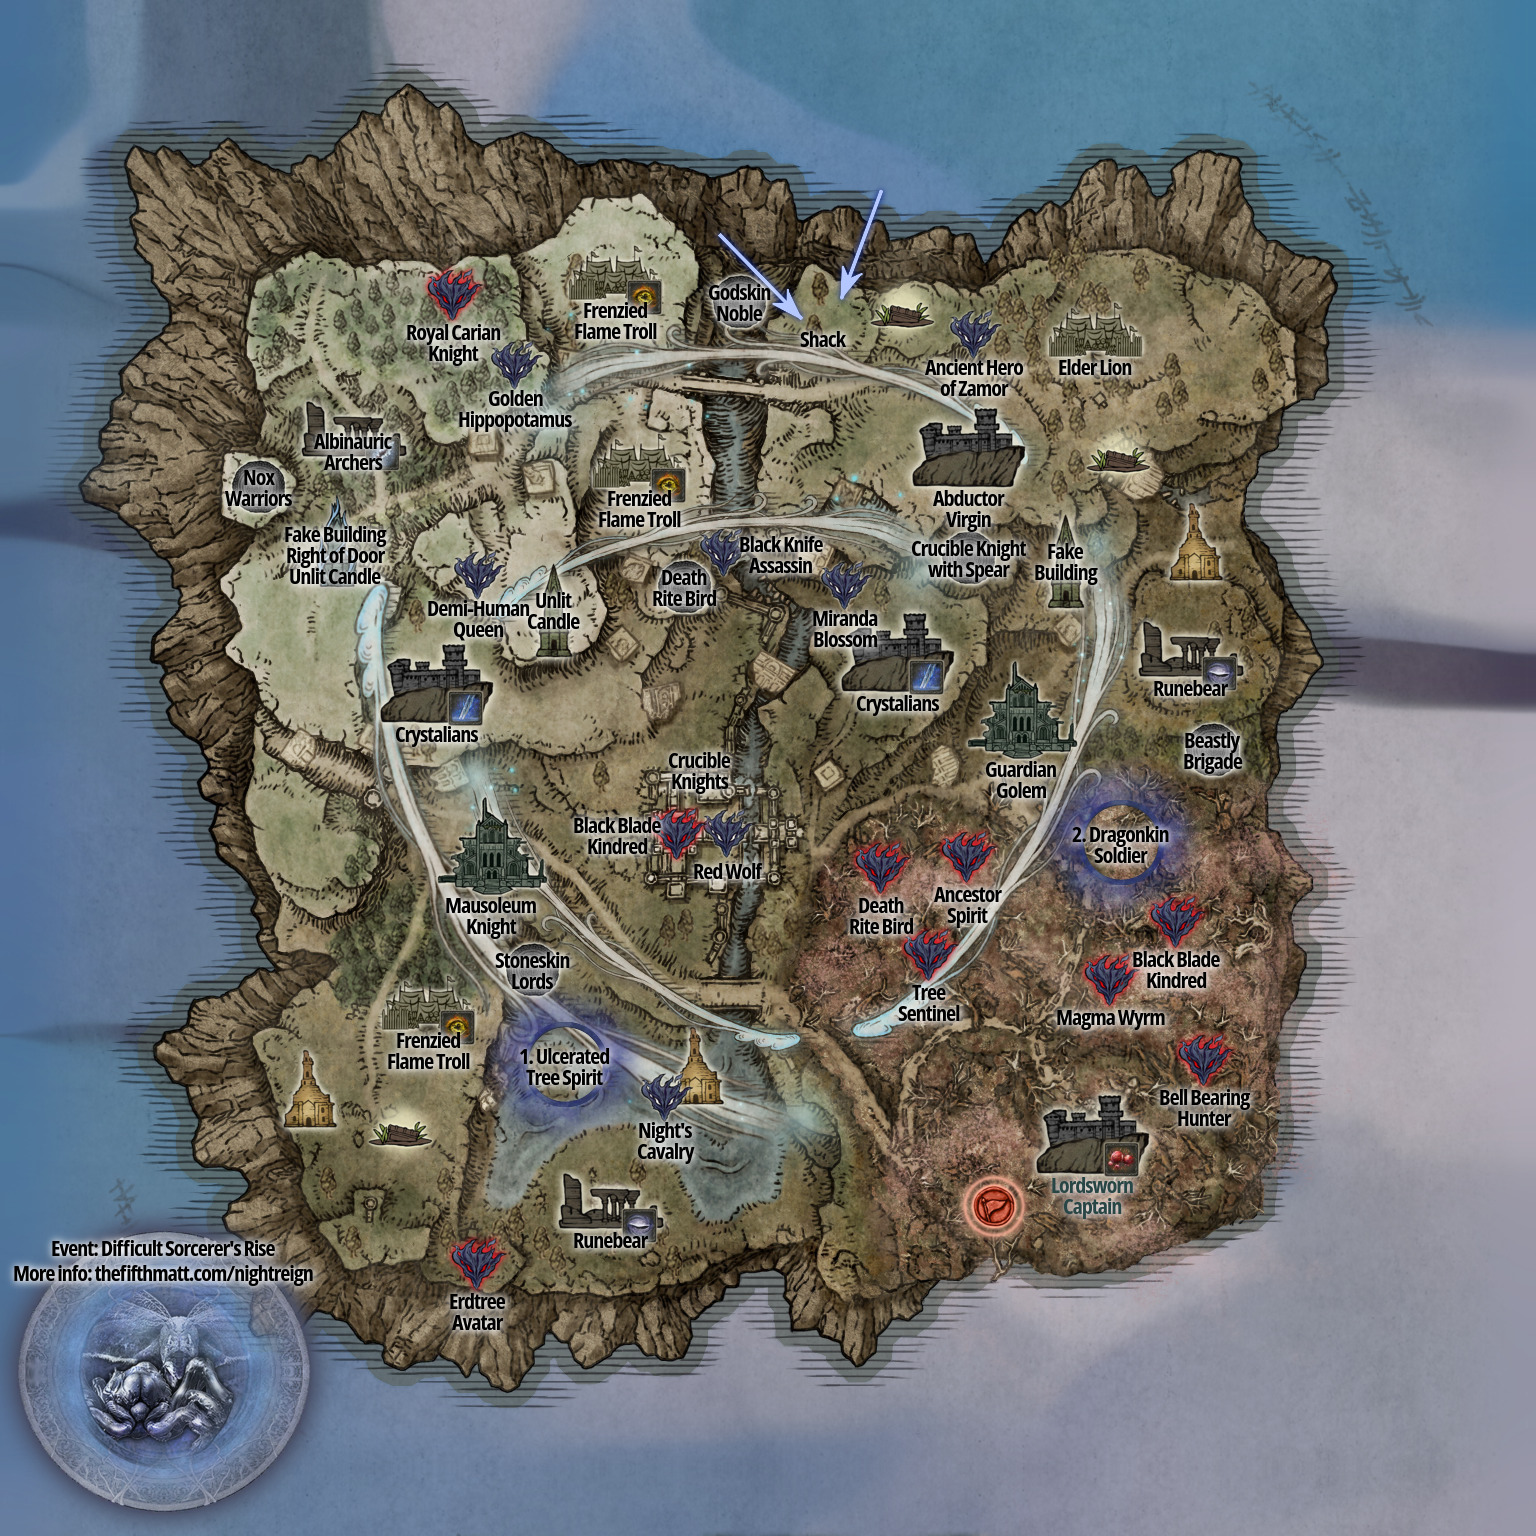 Godskin
Noble
Frenzied
Flame Troll
Royal Carian
Knight
Shack
Ancient Hero
of Zamor
Elder Lion
Golden
Hippopotamus
Albinauric
Archers
Nox
Warriors
Frenzied
Flame Troll
Abductor
Virgin
Fake Building
Right of Door
Unlit Candle
Black Knife
Assassin
Crucible Knight
with Spear
Fake
Building
Death
Rite Bird
Demi-Human
Queen
Unlit
Candle
Miranda
Blossom
Runebear
Crystalians
Crystalians
Beastly
Brigade
Crucible
Knights
Guardian
Golem
Black Blade
Kindred
Red Wolf
2. Dragonkin
Soldier
Mausoleum
Knight
Death
Rite Bird
Ancestor
Spirit
Stoneskin
Lords
Black Blade
Kindred
Tree
Sentinel
Magma Wyrm
Frenzied
Flame Troll
1. Ulcerated
Tree Spirit
Bell Bearing
Hunter
Night's
Cavalry
Lordsworn
Captain
Runebear
Event: Difficult Sorcerer's Rise
More info: thefifthmatt.com/nightreign
Erdtree
Avatar